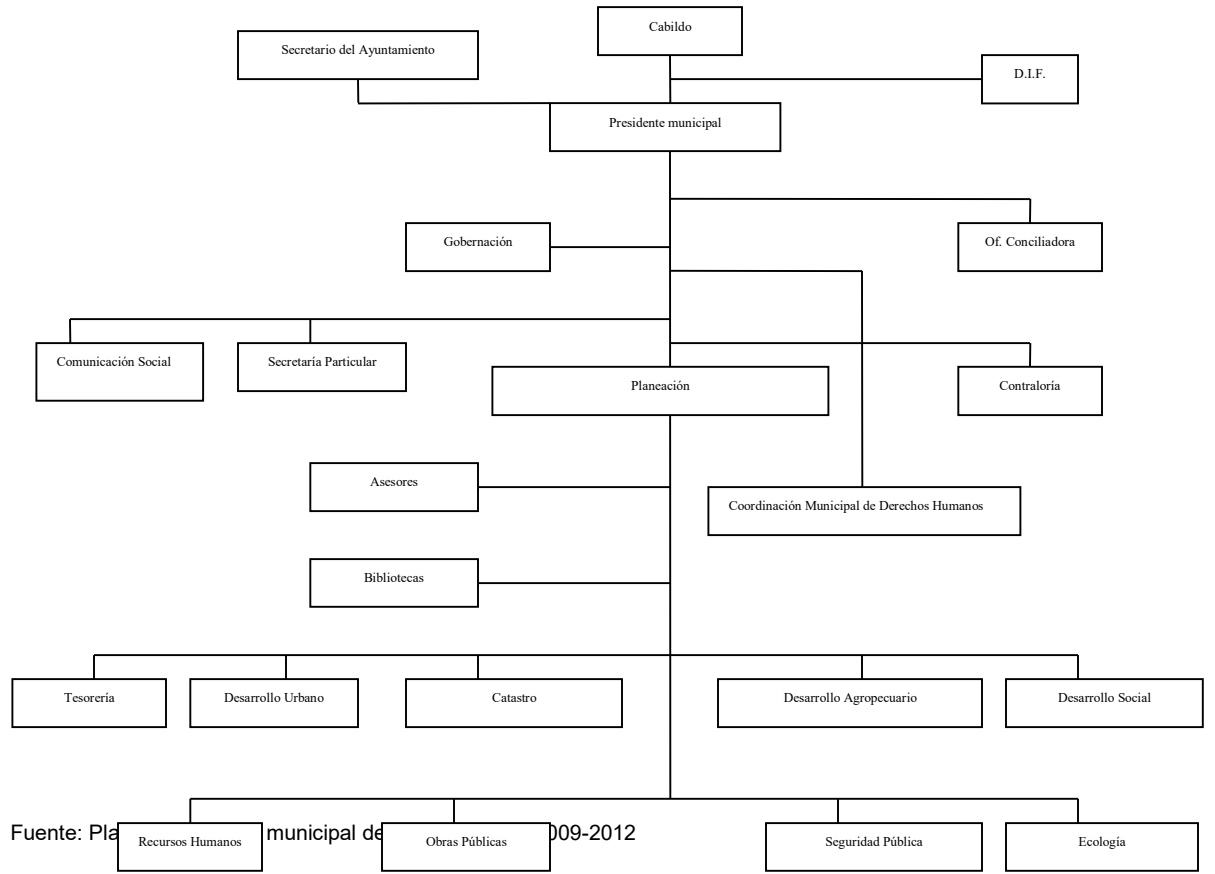 Cabildo
Secretario del Ayuntamiento
D.I.F.
Presidente municipal
Gobernación
Of. Conciliadora
Comunicación Social
Secretaría Particular
Planeación
Contraloría
Asesores
Coordinación Municipal de Derechos Humanos
Bibliotecas
Tesorería
Desarrollo Urbano
Catastro
Desarrollo Agropecuario
Desarrollo Social
Fuente: municipal 009-2012
Recursos Humanos
Obras Públicas
Seguridad Pública
Ecología